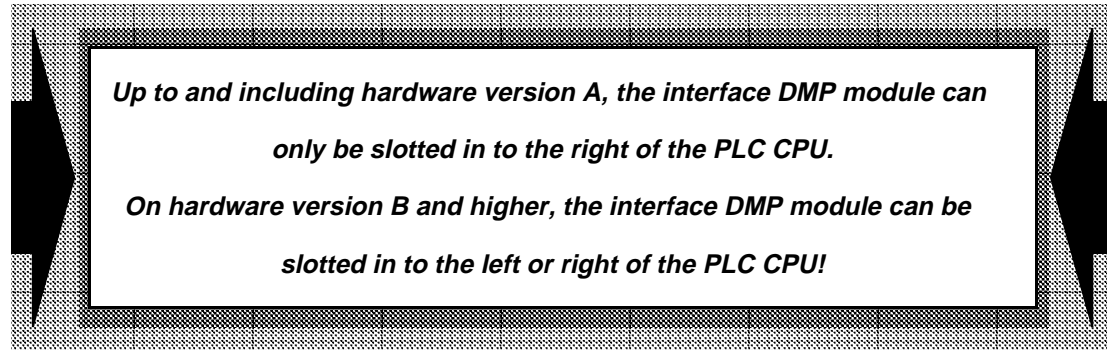 Up to and including hardware version A, the interface DMP module can
only be slotted in to the right of the PLC CPU.
On hardware version B and higher, the interface DMP module can be
slotted in to the left or right of the PLC CPU!